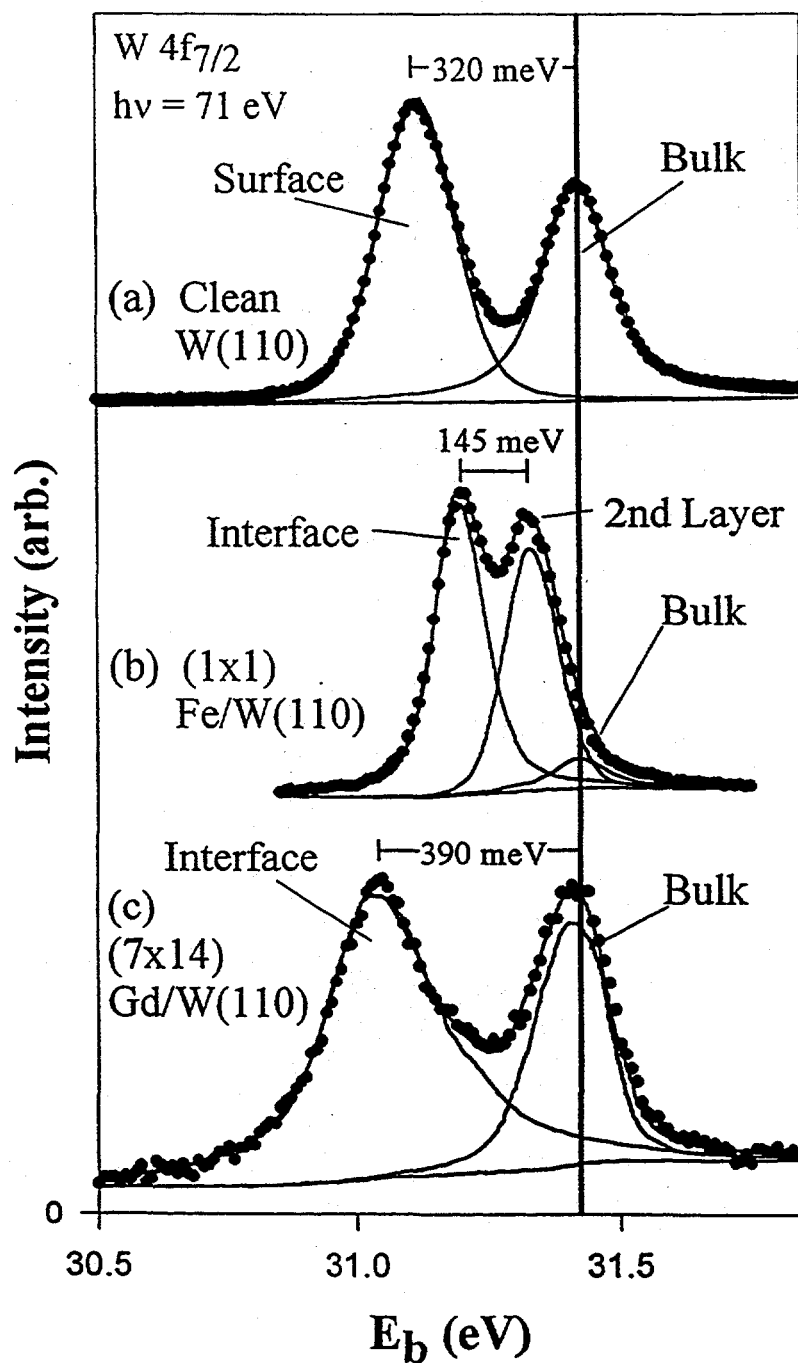 W 4f7/2
hν = 71 eV
320 meV
Surface
Bulk
(a) Clean
W(110)
145 meV
Interface
2nd Layer
Bulk
(b) (1x1)
Fe/W(110)
Interface
390 meV
Bulk
(c)
(7x14)
Gd/W(110)
Intensity (arb.)
0
30.5
31.0
31.5
Eb (eV)